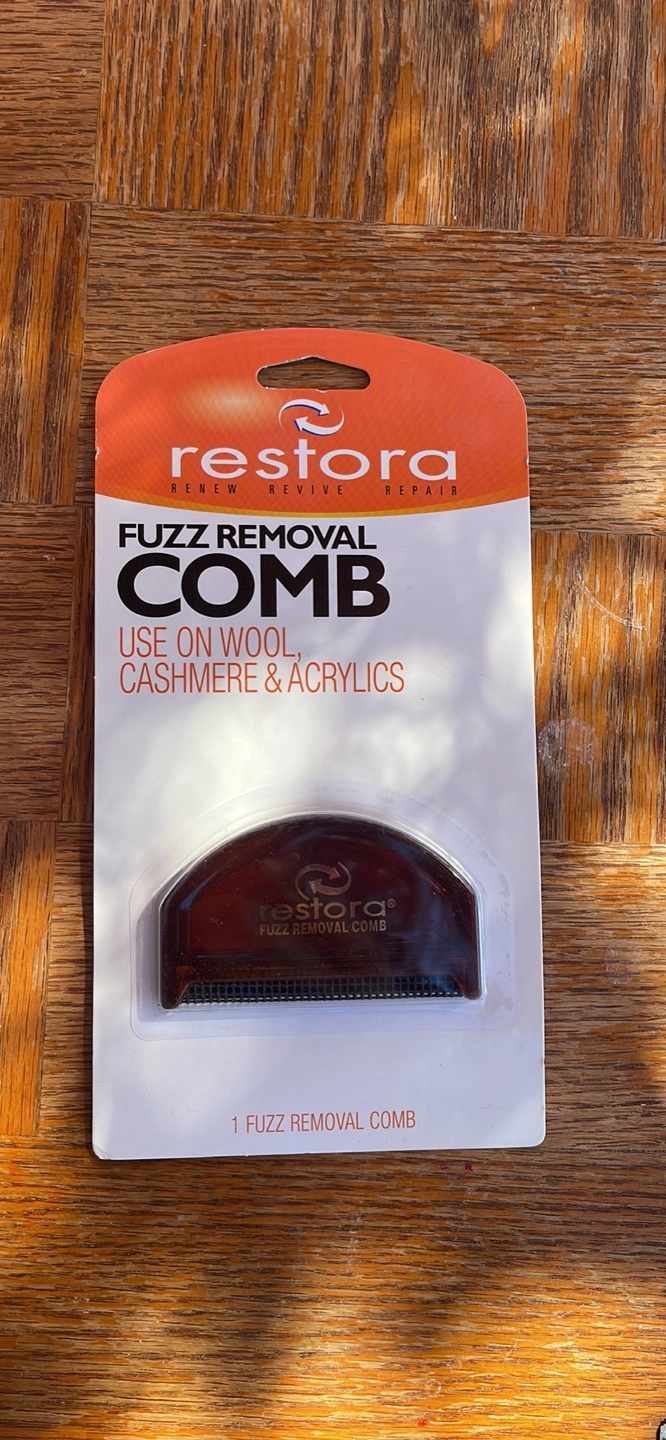 restora
RENEW REVIVE REPAIR
FUZZ REMOVAL
COMB
USE ON WOOL,
CASHMERE & ACRYLICS
restora®
FUZZ REMOVAL COMB
1 FUZZ REMOVAL COMB